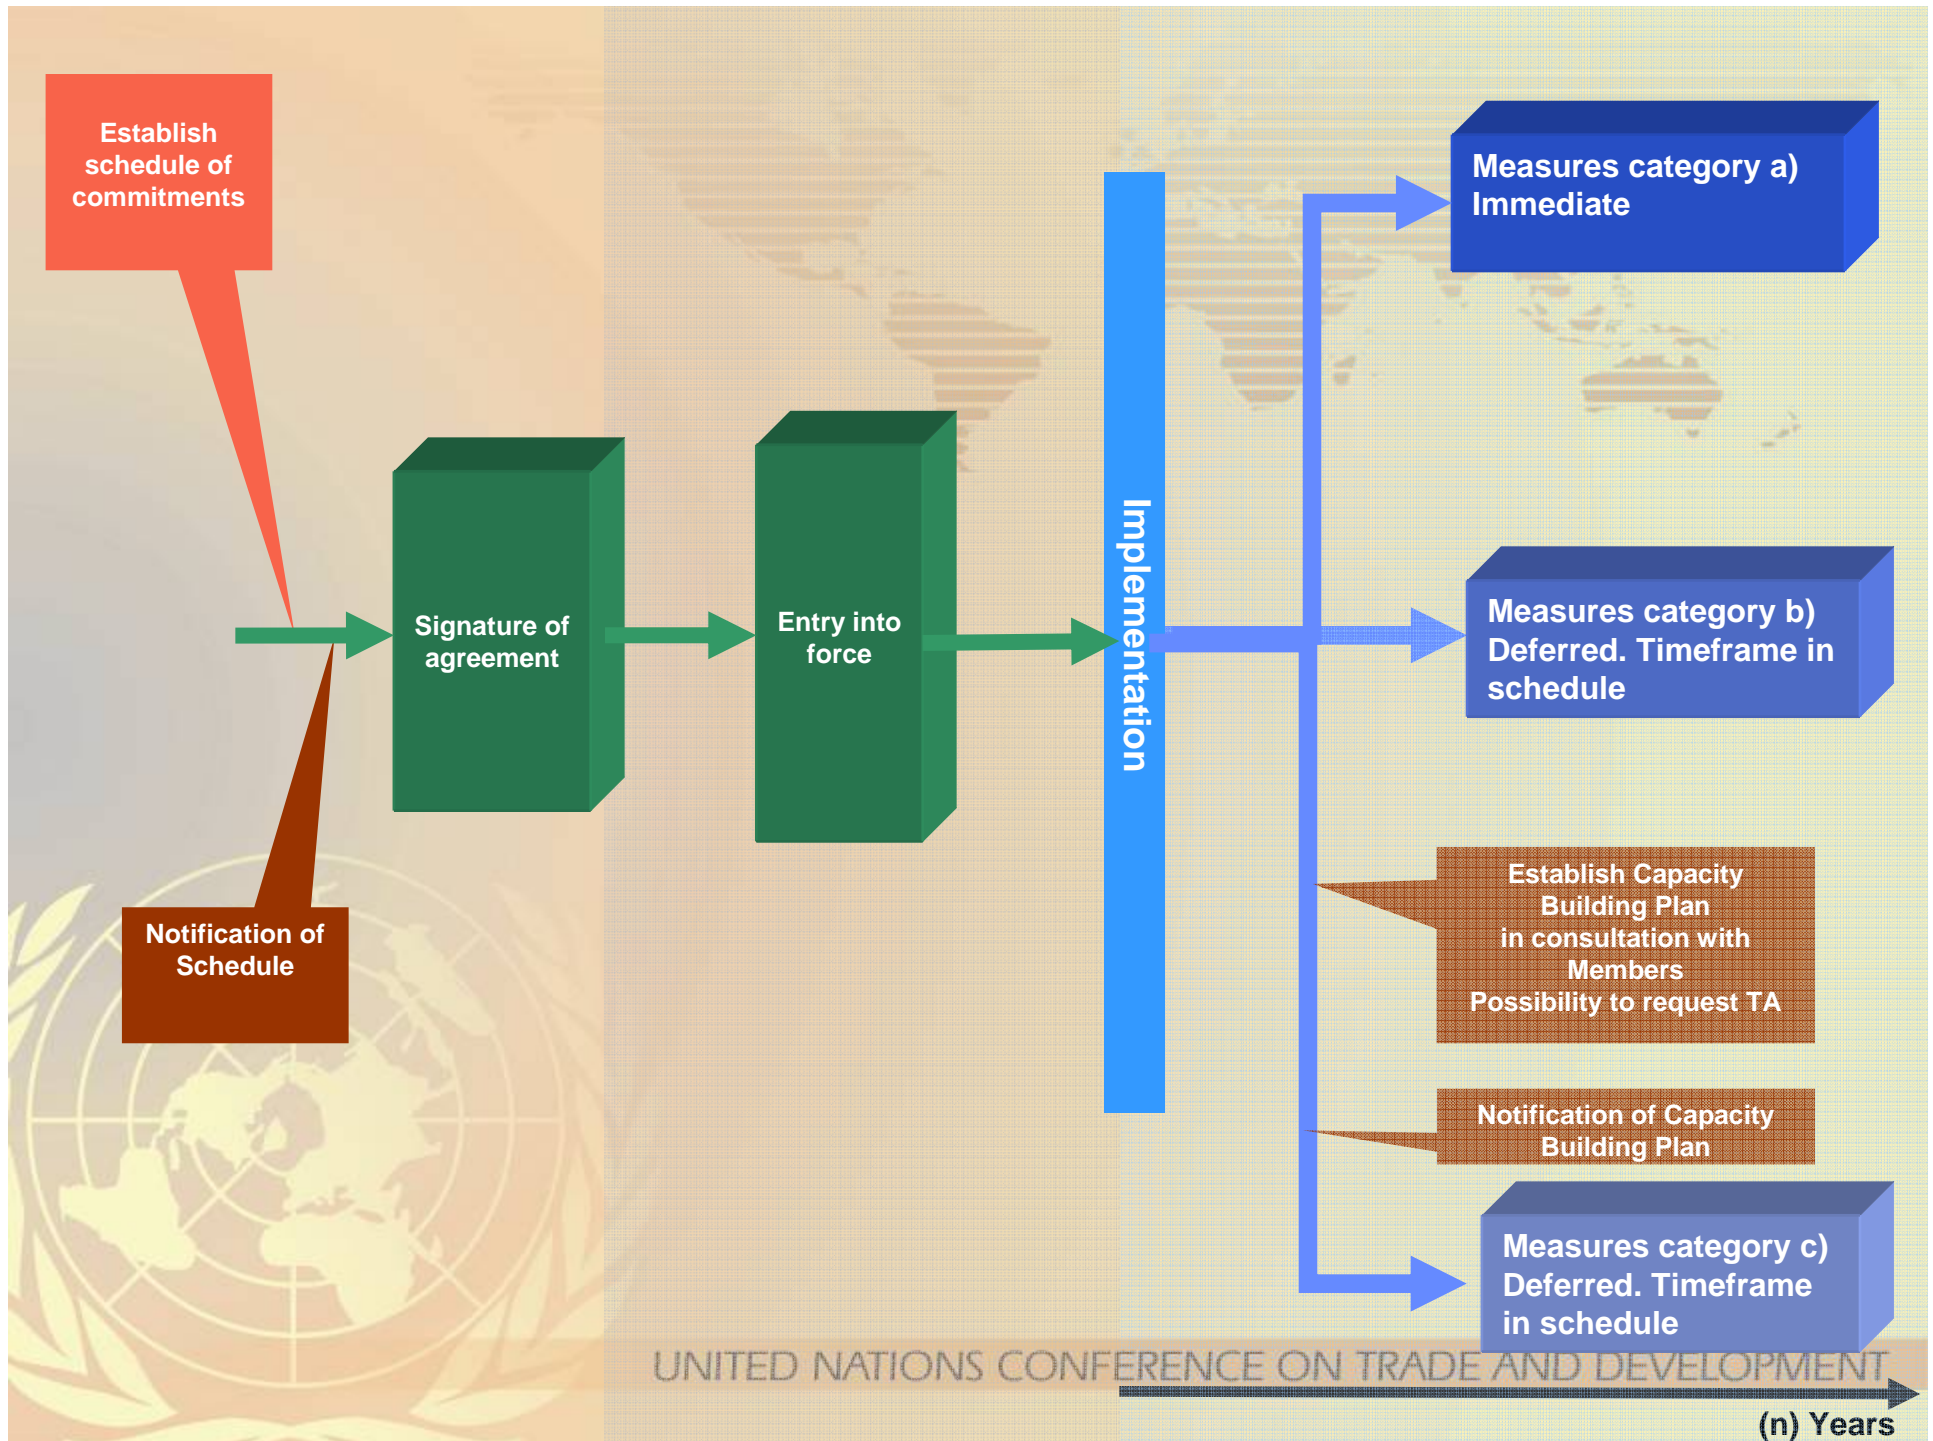 Establish
schedule of
commitments
Notification of
Schedule
Signature of
agreement
Entry into
force
Implementation
Measures category a)
Immediate
Measures category b)
Deferred. Timeframe in
schedule
Establish Capacity
Building Plan
in consultation with
Members
Possibility to request TA
Notification of Capacity
Building Plan
Measures category c)
Deferred. Timeframe
in schedule
UNITED NATIONS CONFERENCE ON TRADE AND DEVELOPMENT
(n) Years